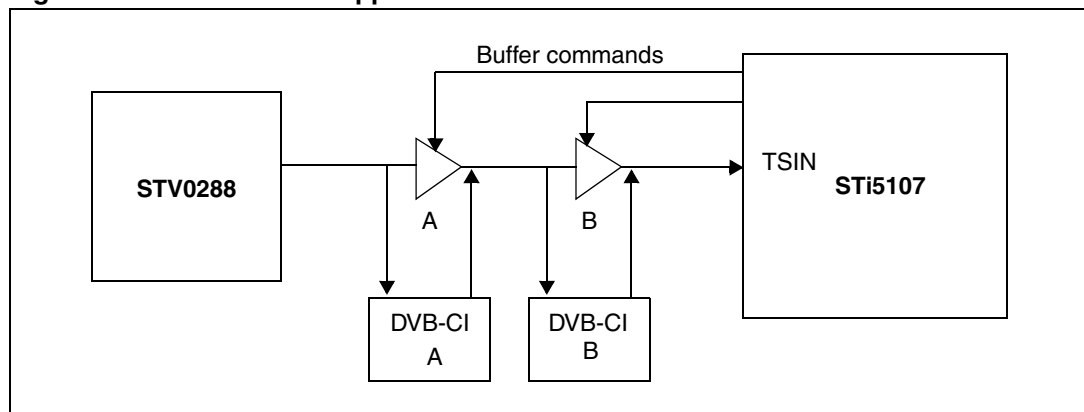 Buffer commands
STV0288
TSIN
STi5107
A
B
DVB-CI
A
DVB-CI
B